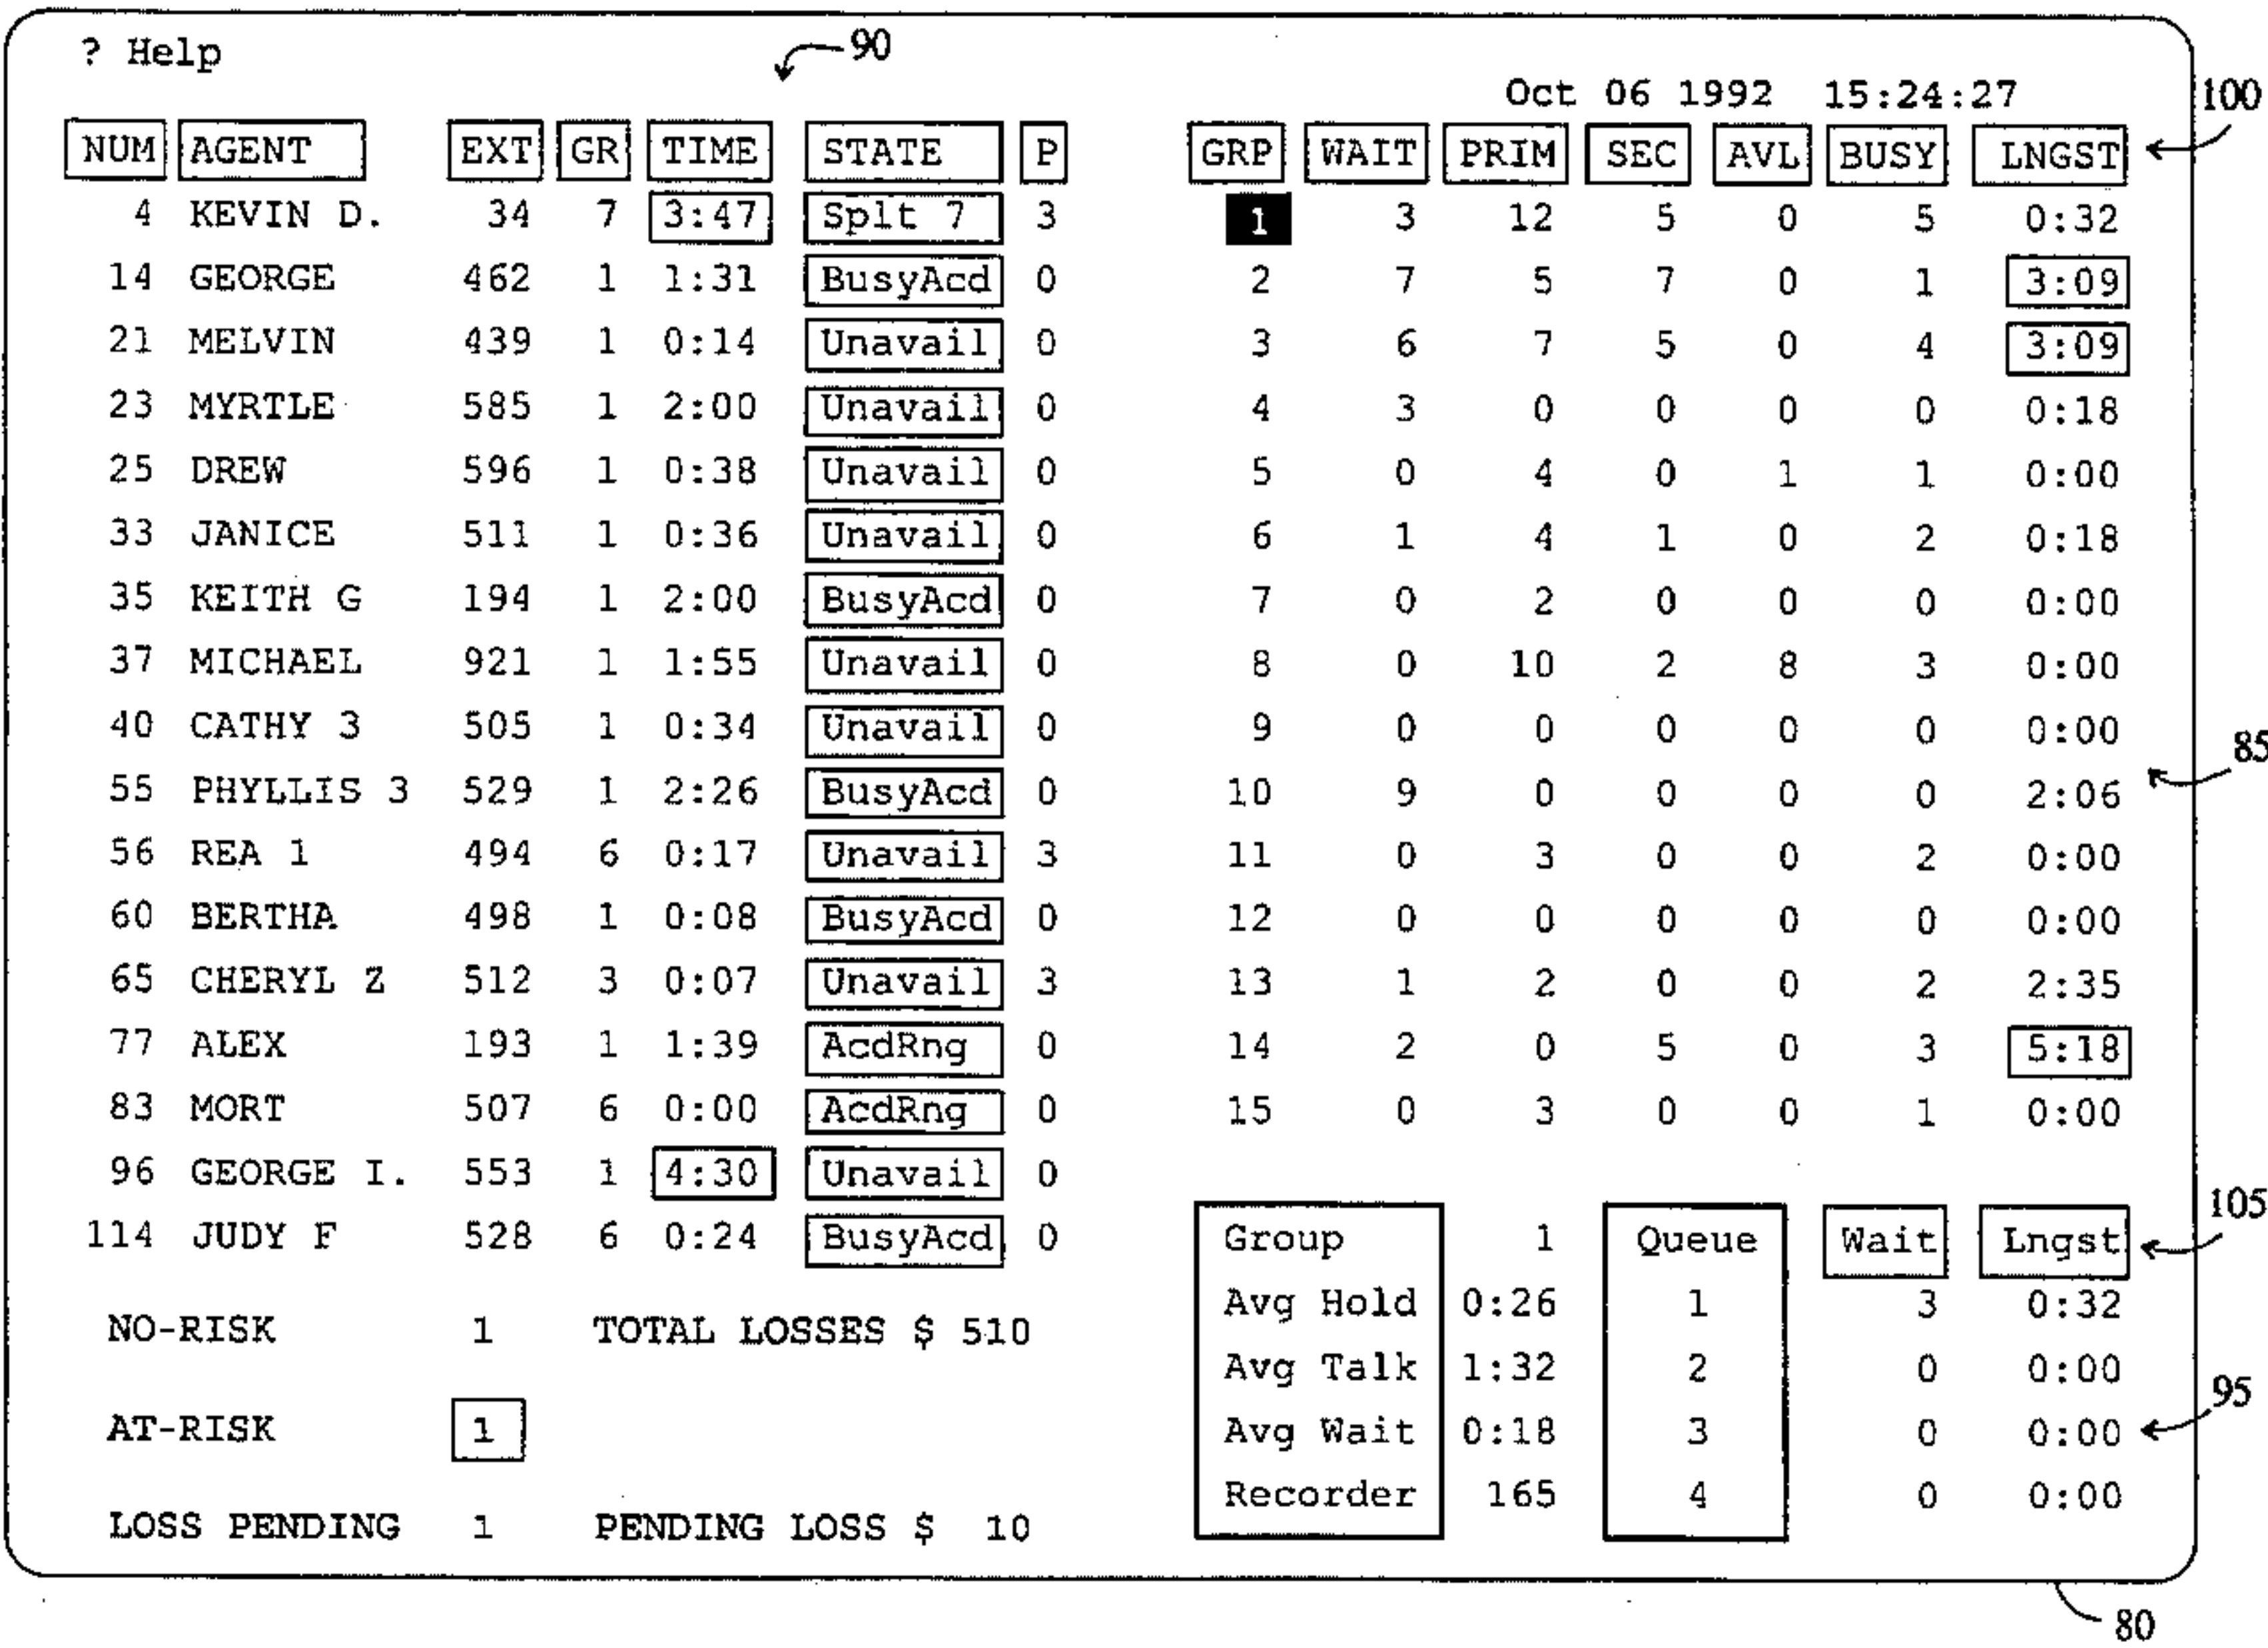 ? Help
90
Oct 06 1992 15:24:27
100
NUM AGENT EXT GR TIME STATE P GRP WAIT PRIM SEC AVL BUSY LNGST
4 KEVIN D. 34 7 3:47 Splt 7 3 1 3 12 5 0 5 0:32
14 GEORGE 462 1 1:31 BusyAcd 0 2 7 5 7 0 1 3:09
21 MELVIN 439 1 0:14 Unavail 0 3 6 7 5 0 4 3:09
23 MYRTLE 585 1 2:00 Unavail 0 4 3 0 0 0 0 0:18
25 DREW 596 1 0:38 Unavail 0 5 0 4 0 1 1 0:00
33 JANICE 511 1 0:36 Unavail 0 6 1 4 1 0 2 0:18
35 KEITH G 194 1 2:00 BusyAcd 0 7 0 2 0 0 0 0:00
37 MICHAEL 921 1 1:55 Unavail 0 8 0 10 2 8 3 0:00
40 CATHY 3 505 1 0:34 Unavail 0 9 0 0 0 0 0 0:00
85
55 PHYLLIS 3 529 1 2:26 BusyAcd 0 10 9 0 0 0 0 2:06
56 REA 1 494 6 0:17 Unavail 3 11 0 3 0 0 2 0:00
60 BERTHA 498 1 0:08 BusyAcd 0 12 0 0 0 0 0 0:00
65 CHERYL Z 512 3 0:07 Unavail 3 13 1 2 0 0 2 2:35
77 ALEX 193 1 1:39 AcdRng 0 14 2 0 5 0 3 5:18
83 MORT 507 6 0:00 AcdRng 0 15 0 3 0 0 1 0:00
96 GEORGE I. 553 1 4:30 Unavail 0
105
114 JUDY F 528 6 0:24 BusyAcd 0 Group 1 Queue Wait Lngst
Avg Hold 0:26 1 3 0:32
NO-RISK 1 TOTAL LOSSES $ 510
Avg Talk 1:32 2 0 0:00
95
AT-RISK 1 Avg Wait 0:18 3 0 0:00
Recorder 165 4 0 0:00
LOSS PENDING 1 PENDING LOSS $ 10
80